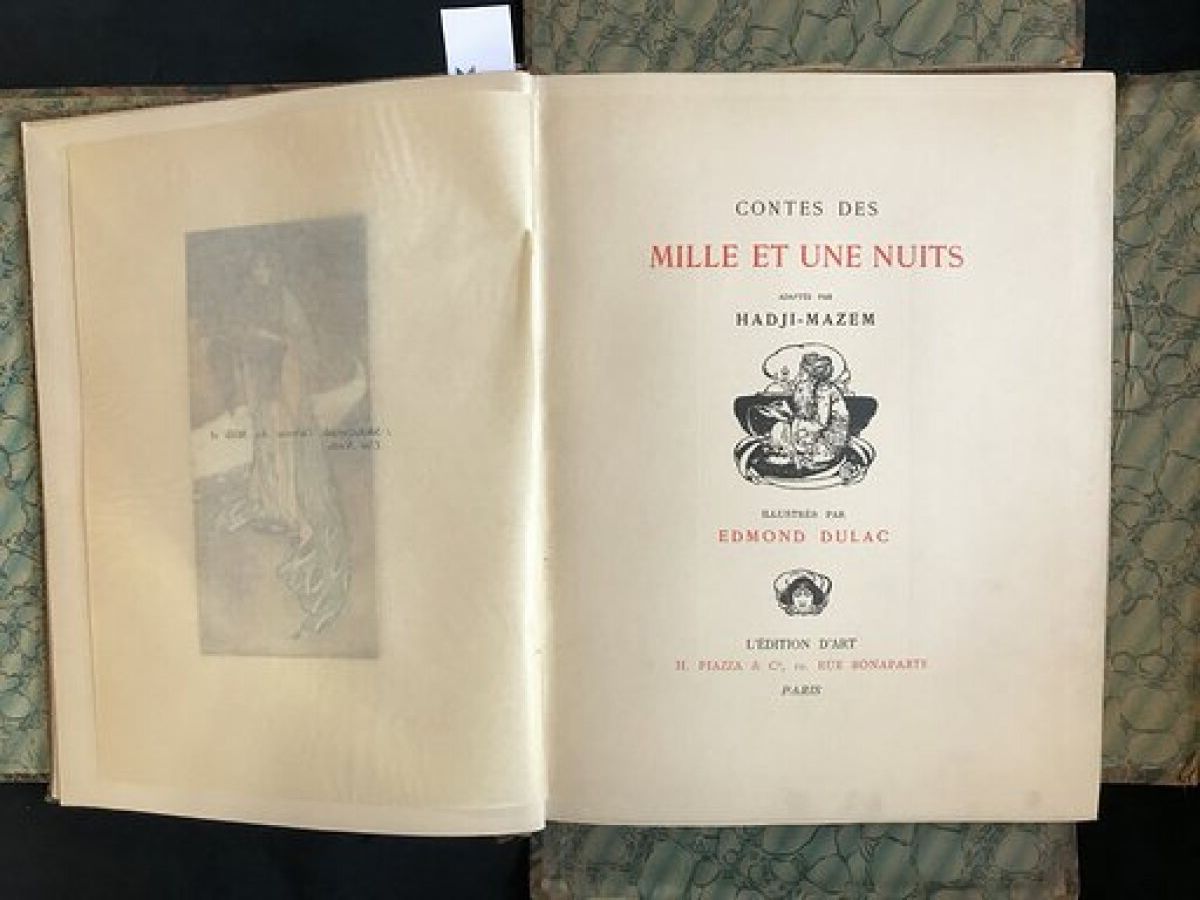 CONTES DES
MILLE ET UNE NUITS
ADAPTÉS PAR
HADJI-MAZEM
ILLUSTRÉS PAR
EDMOND DULAC
L'ÉDITION D'ART
H. PIAZZA & Cie, 19, RUE BONAPARTE
PARIS